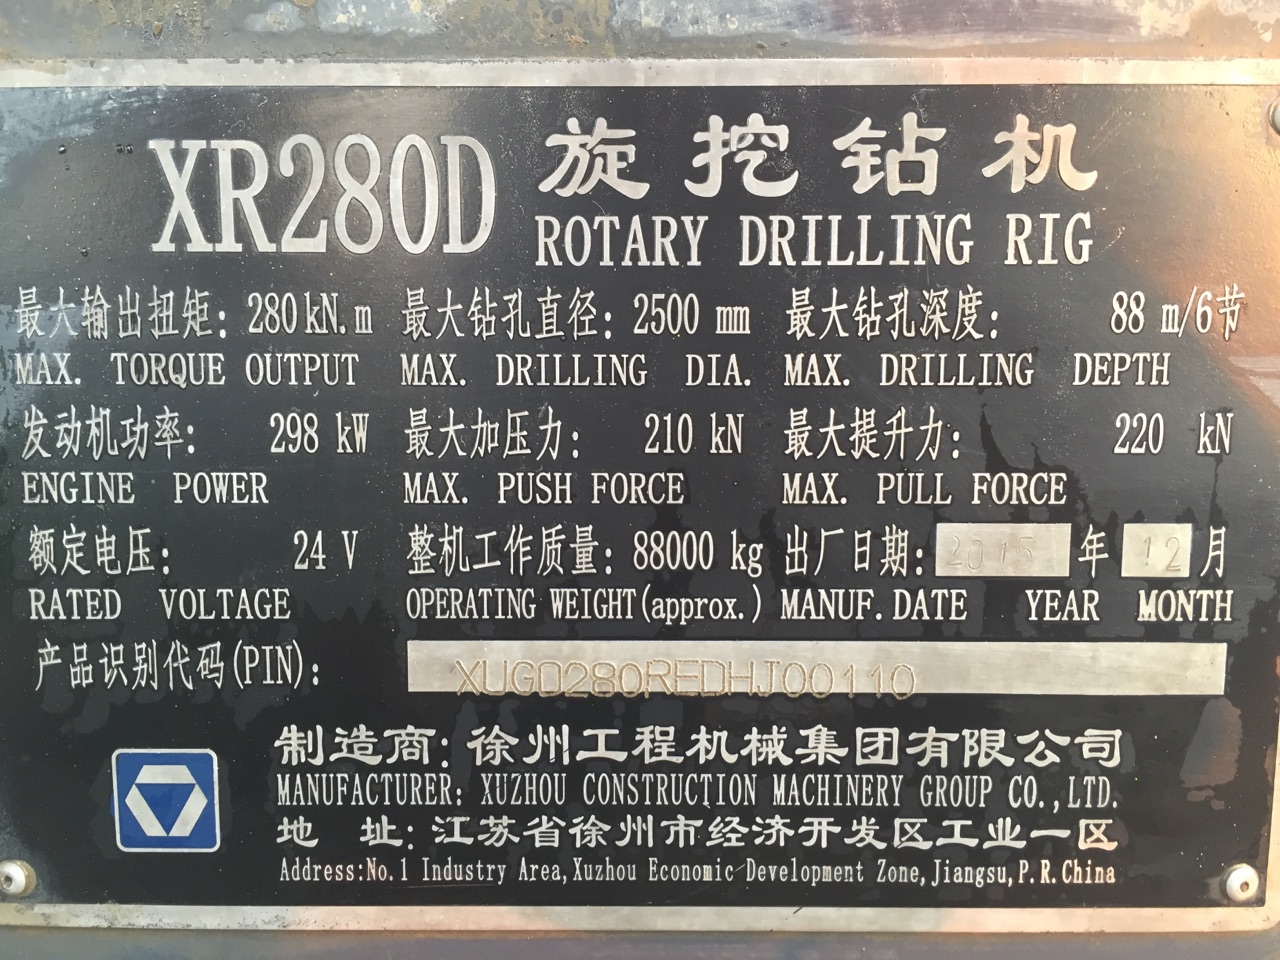 XR280D 旋挖钻机
ROTARY DRILLING RIG
最大输出扭矩: 280 kN.m 最大钻孔直径: 2500 mm 最大钻孔深度: 88 m/6节
MAX. TORQUE OUTPUT MAX. DRILLING DIA. MAX. DRILLING DEPTH
发动机功率: 298 kW 最大加压力: 210 kN 最大提升力: 220 kN
ENGINE POWER MAX. PUSH FORCE MAX. PULL FORCE
额定电压: 24 V 整机工作质量: 88000 kg 出厂日期: 2015 年 12 月
RATED VOLTAGE OPERATING WEIGHT(approx.) MANUF.DATE YEAR MONTH
产品识别代码(PIN): XUG0280REDHJ00110
制造商: 徐州工程机械集团有限公司
MANUFACTURER: XUZHOU CONSTRUCTION MACHINERY GROUP CO.,LTD.
地 址: 江苏省徐州市经济开发区工业一区
Address:No.1 Industry Area,Xuzhou Economic Development Zone,Jiangsu,P.R.China